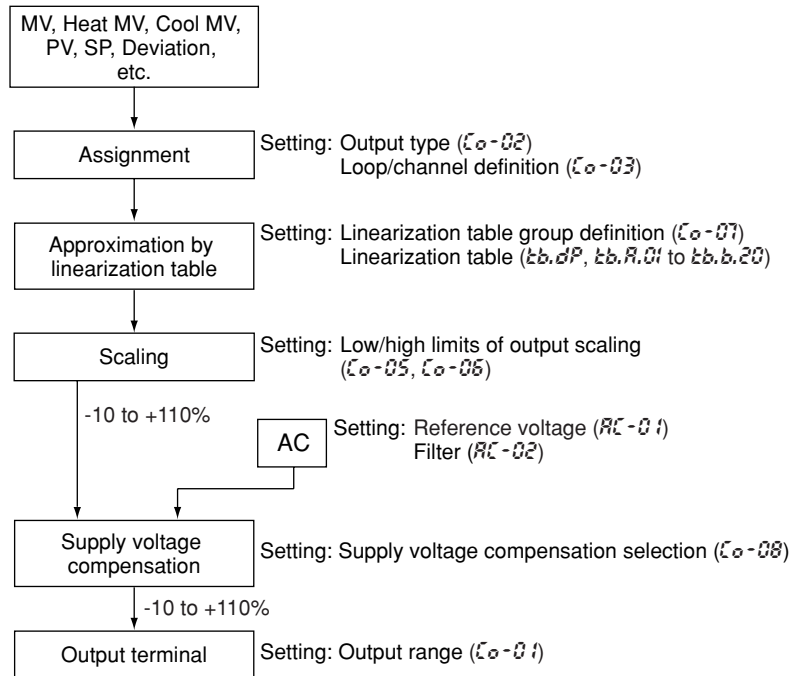 MV, Heat MV, Cool MV,
PV, SP, Deviation,
etc.
Assignment
Setting: Output type (Co-02)
Loop/channel definition (Co-03)
Approximation by
linearization table
Setting: Linearization table group definition (Co-07)
Linearization table (tb.dP, tb.A.01 to tb.b.20)
Scaling
Setting: Low/high limits of output scaling
(Co-05, Co-06)
-10 to +110%
AC
Setting: Reference voltage (AC-01)
Filter (AC-02)
Supply voltage
compensation
Setting: Supply voltage compensation selection (Co-08)
-10 to +110%
Output terminal
Setting: Output range (Co-01)